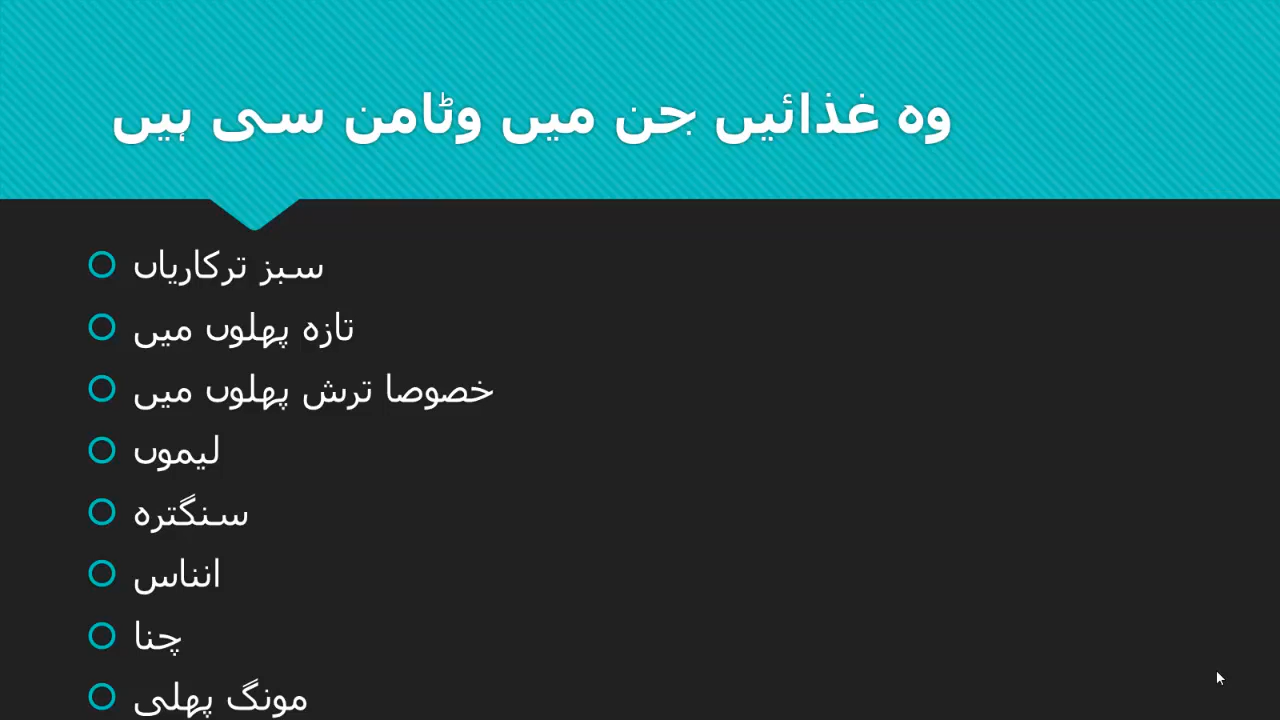 وہ غذائیں جن میں وٹامن سی ہیں
سبز ترکاریاں
تازہ پھلوں میں
خصوصا ترش پھلوں میں
لیموں
سنگترہ
انناس
چنا
مونگ پھلی